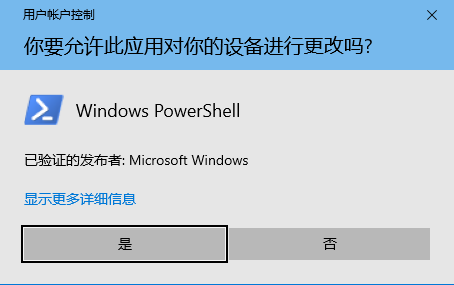 用户帐户控制
你要允许此应用对你的设备进行更改吗?
Windows PowerShell
已验证的发布者: Microsoft Windows
显示更多详细信息
是
否